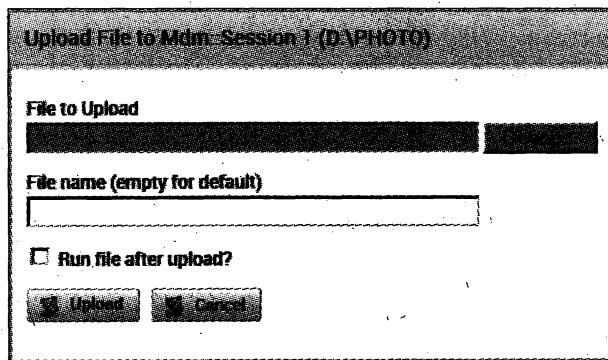 Upload File to Mdm. Session 1 (D:\PHOTO)
File to Upload
File name (empty for default)
Run file after upload?
Upload
Cancel